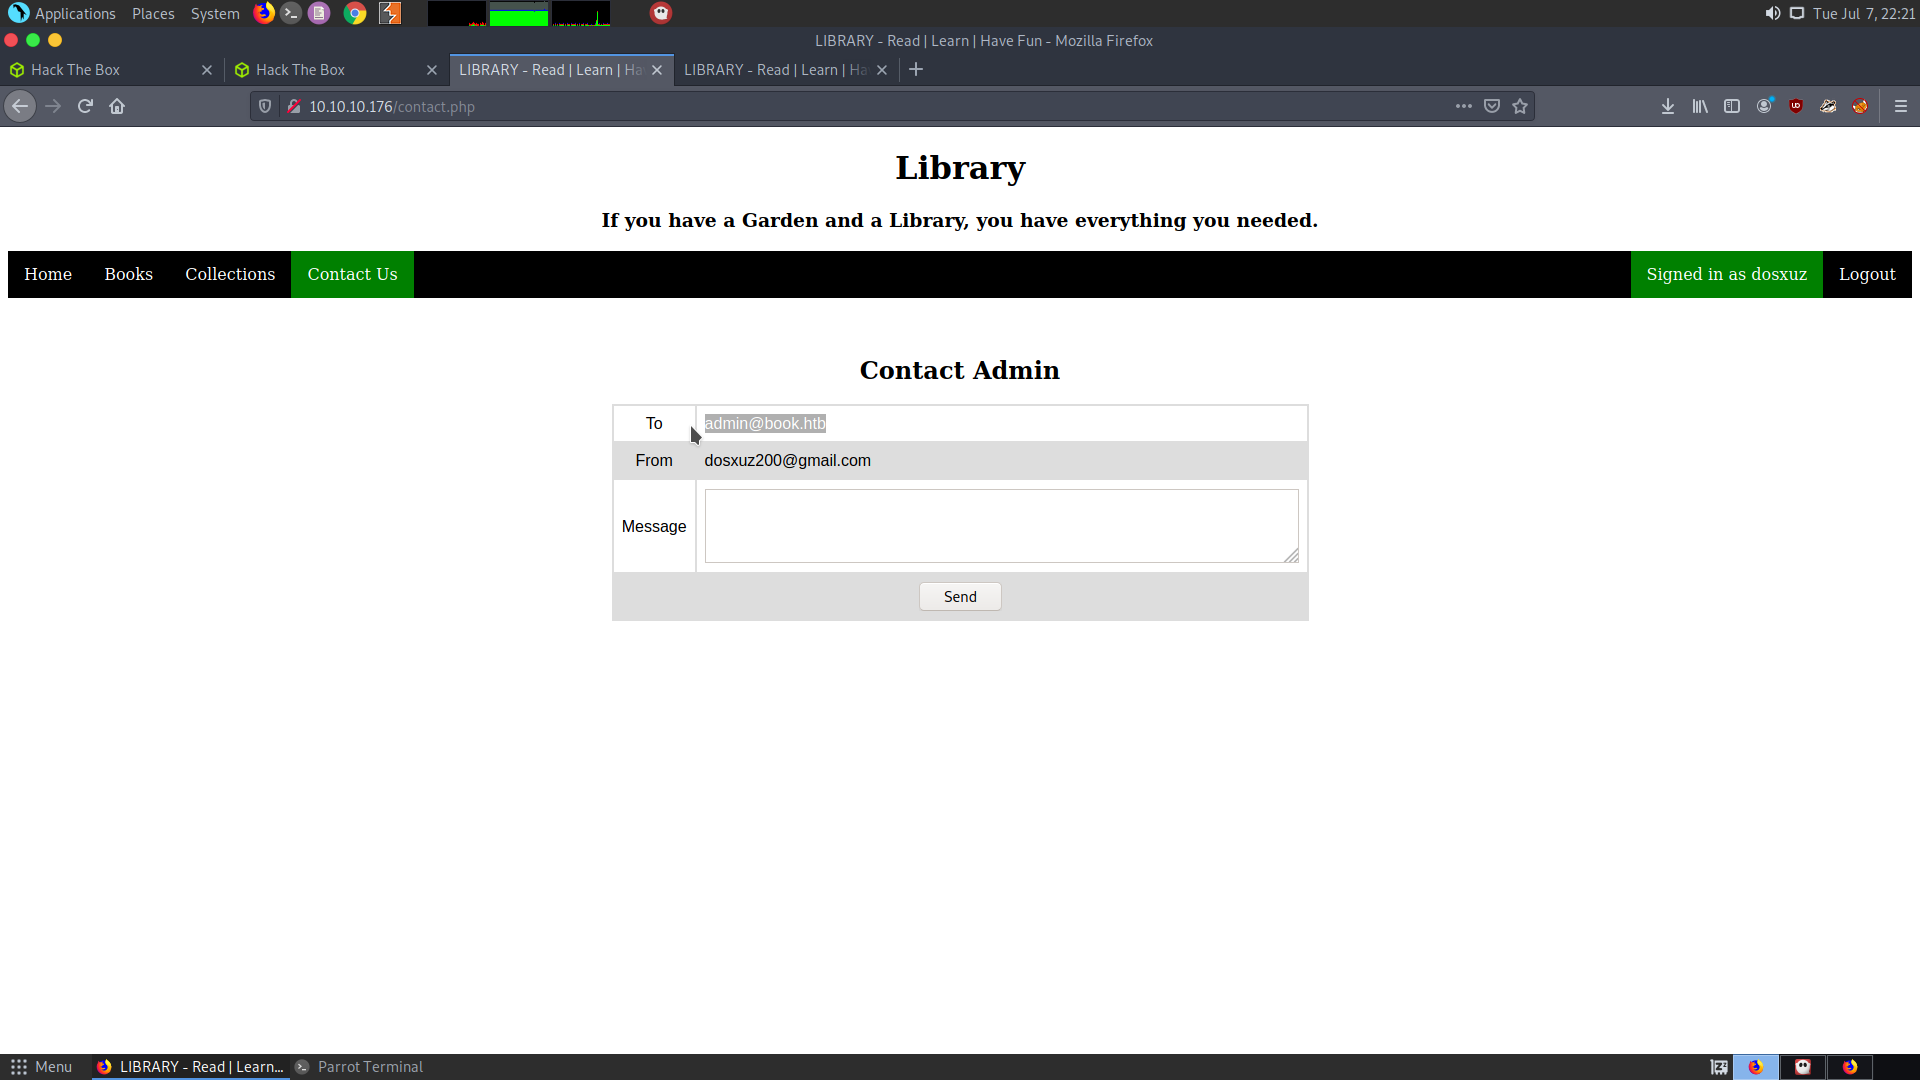 Applications Places System Tue Jul 7, 22:21
LIBRARY - Read | Learn | Have Fun - Mozilla Firefox
Hack The Box Hack The Box LIBRARY - Read | Learn | Ha LIBRARY - Read | Learn | Ha
10.10.10.176/contact.php
Library
If you have a Garden and a Library, you have everything you needed.
Home Books Collections Contact Us Signed in as dosxuz Logout
Contact Admin
To admin@book.htb
From dosxuz200@gmail.com
Message
Send
Menu LIBRARY - Read | Learn... Parrot Terminal